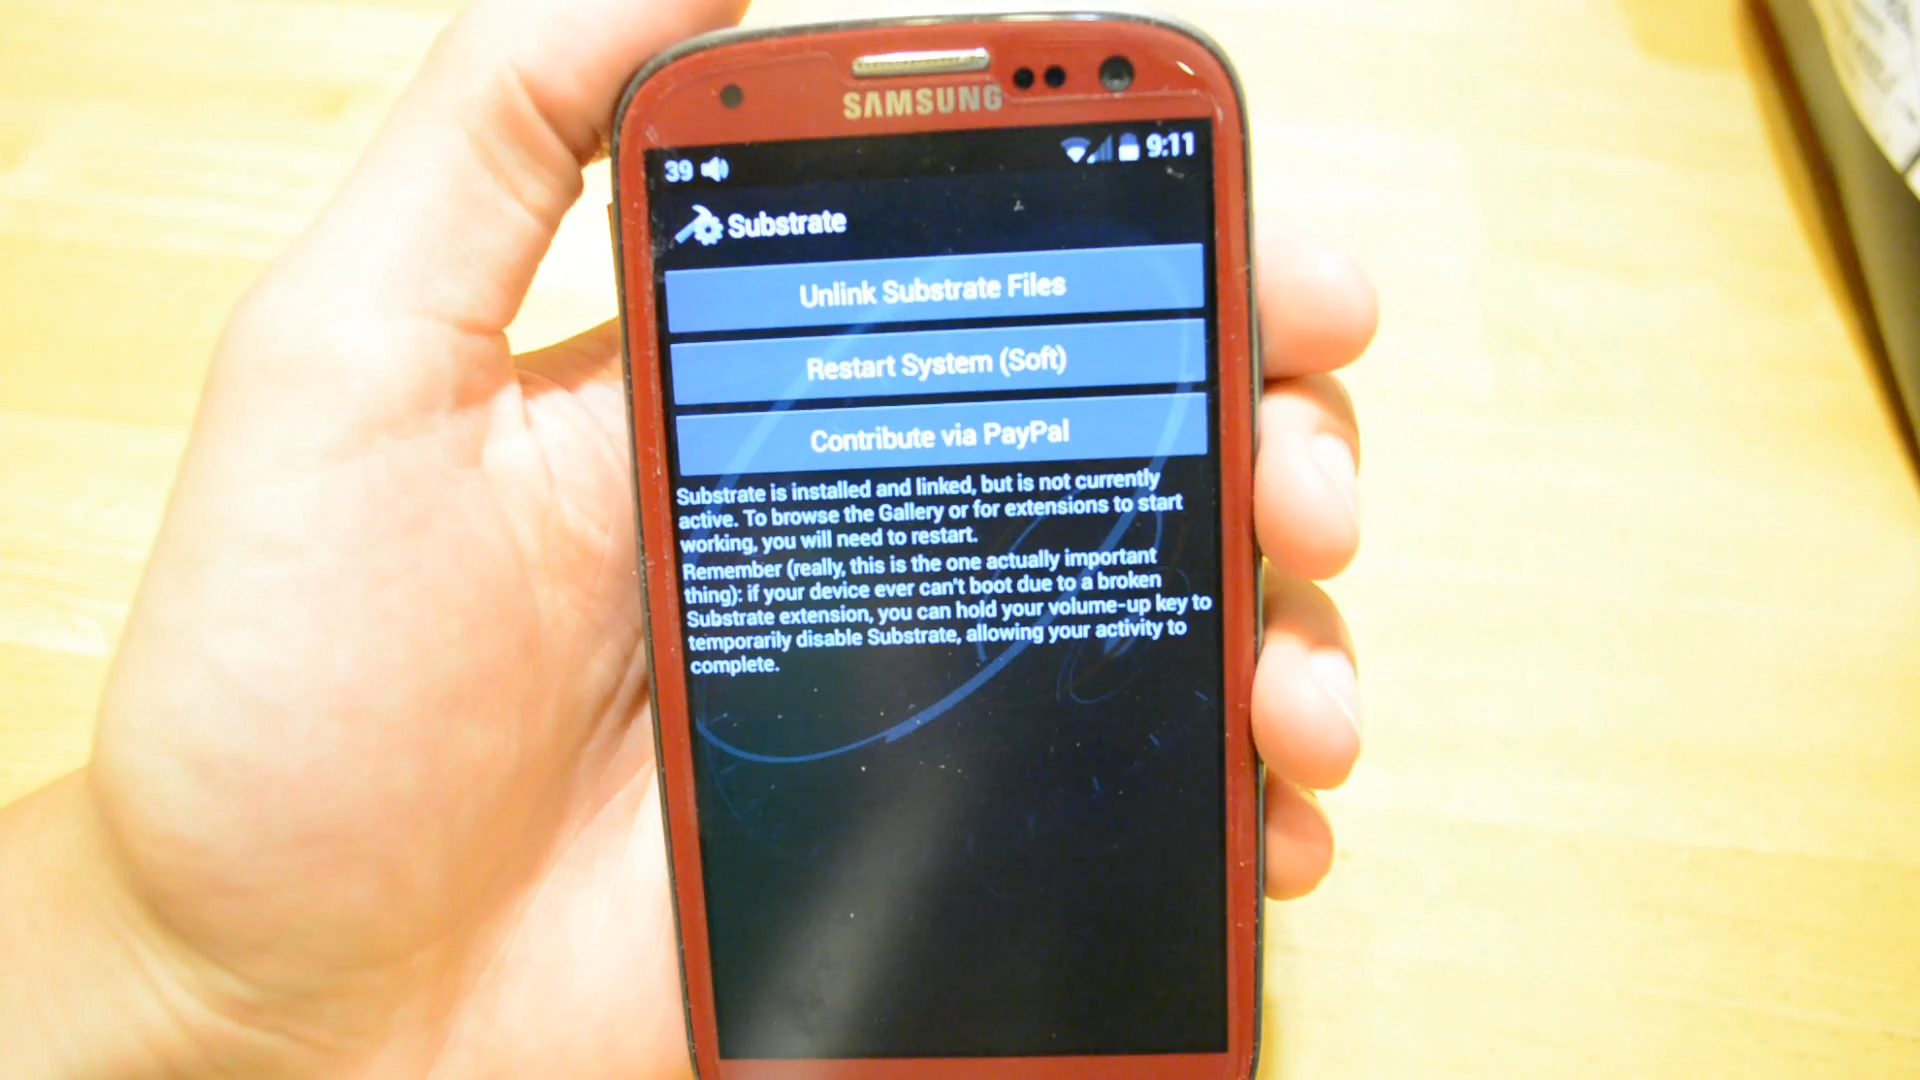 SAMSUNG
39 9:11
Substrate
Unlink Substrate Files
Restart System (Soft)
Contribute via PayPal
Substrate is installed and linked, but is not currently
active. To browse the Gallery or for extensions to start
working, you will need to restart.
Remember (really, this is the one actually important
thing): if your device ever can't boot due to a broken
Substrate extension, you can hold your volume-up key to
temporarily disable Substrate, allowing your activity to
complete.